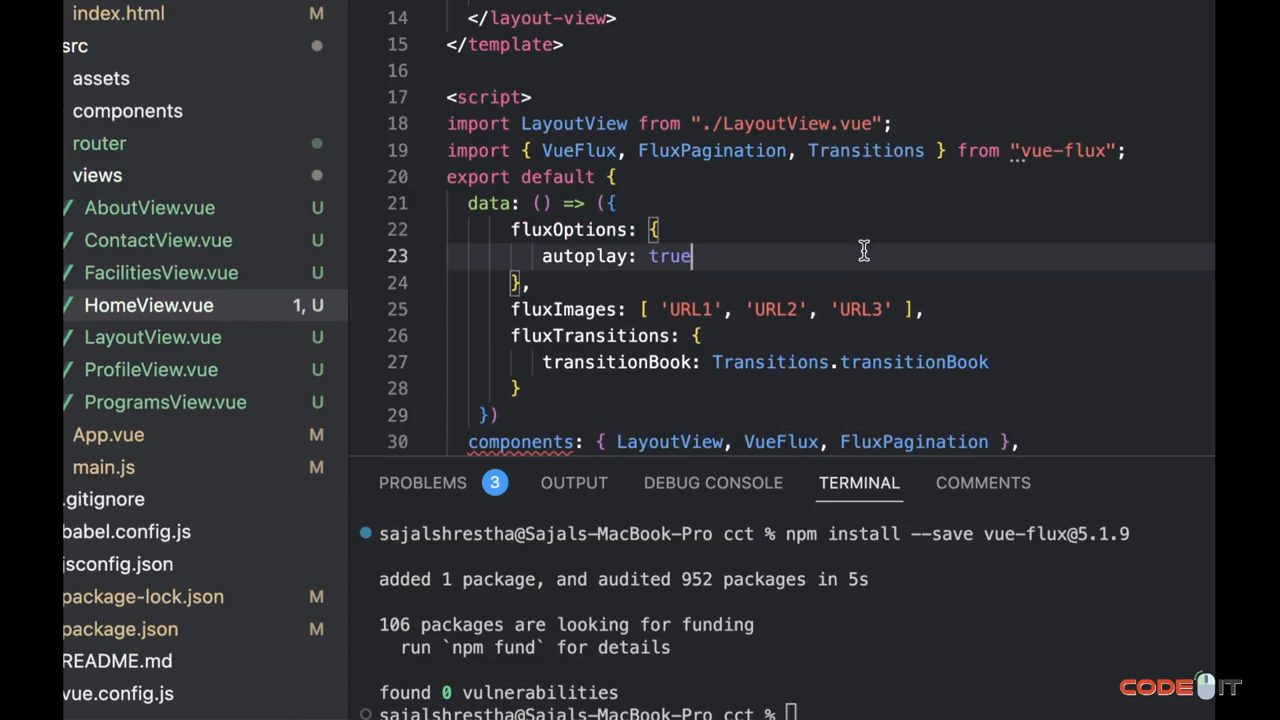 index.html M
src
assets
components
router
views
AboutView.vue U
ContactView.vue U
FacilitiesView.vue U
HomeView.vue 1, U
LayoutView.vue U
ProfileView.vue U
ProgramsView.vue U
App.vue M
main.js M
.gitignore
babel.config.js
jsconfig.json
package-lock.json M
package.json M
README.md
vue.config.js
14 </layout-view>
15 </template>
16
17 <script>
18 import LayoutView from "./LayoutView.vue";
19 import { VueFlux, FluxPagination, Transitions } from "vue-flux";
20 export default {
21 data: () => ({
22 fluxOptions: {
23 autoplay: true
24 },
25 fluxImages: [ 'URL1', 'URL2', 'URL3' ],
26 fluxTransitions: {
27 transitionBook: Transitions.transitionBook
28 }
29 })
30 components: { LayoutView, VueFlux, FluxPagination },
PROBLEMS 3 OUTPUT DEBUG CONSOLE TERMINAL COMMENTS
sajalshrestha@Sajals-MacBook-Pro cct % npm install --save vue-flux@5.1.9
added 1 package, and audited 952 packages in 5s
106 packages are looking for funding
run `npm fund` for details
found 0 vulnerabilities
sajalshrestha@Sajals-MacBook-Pro cct %
CODE IT